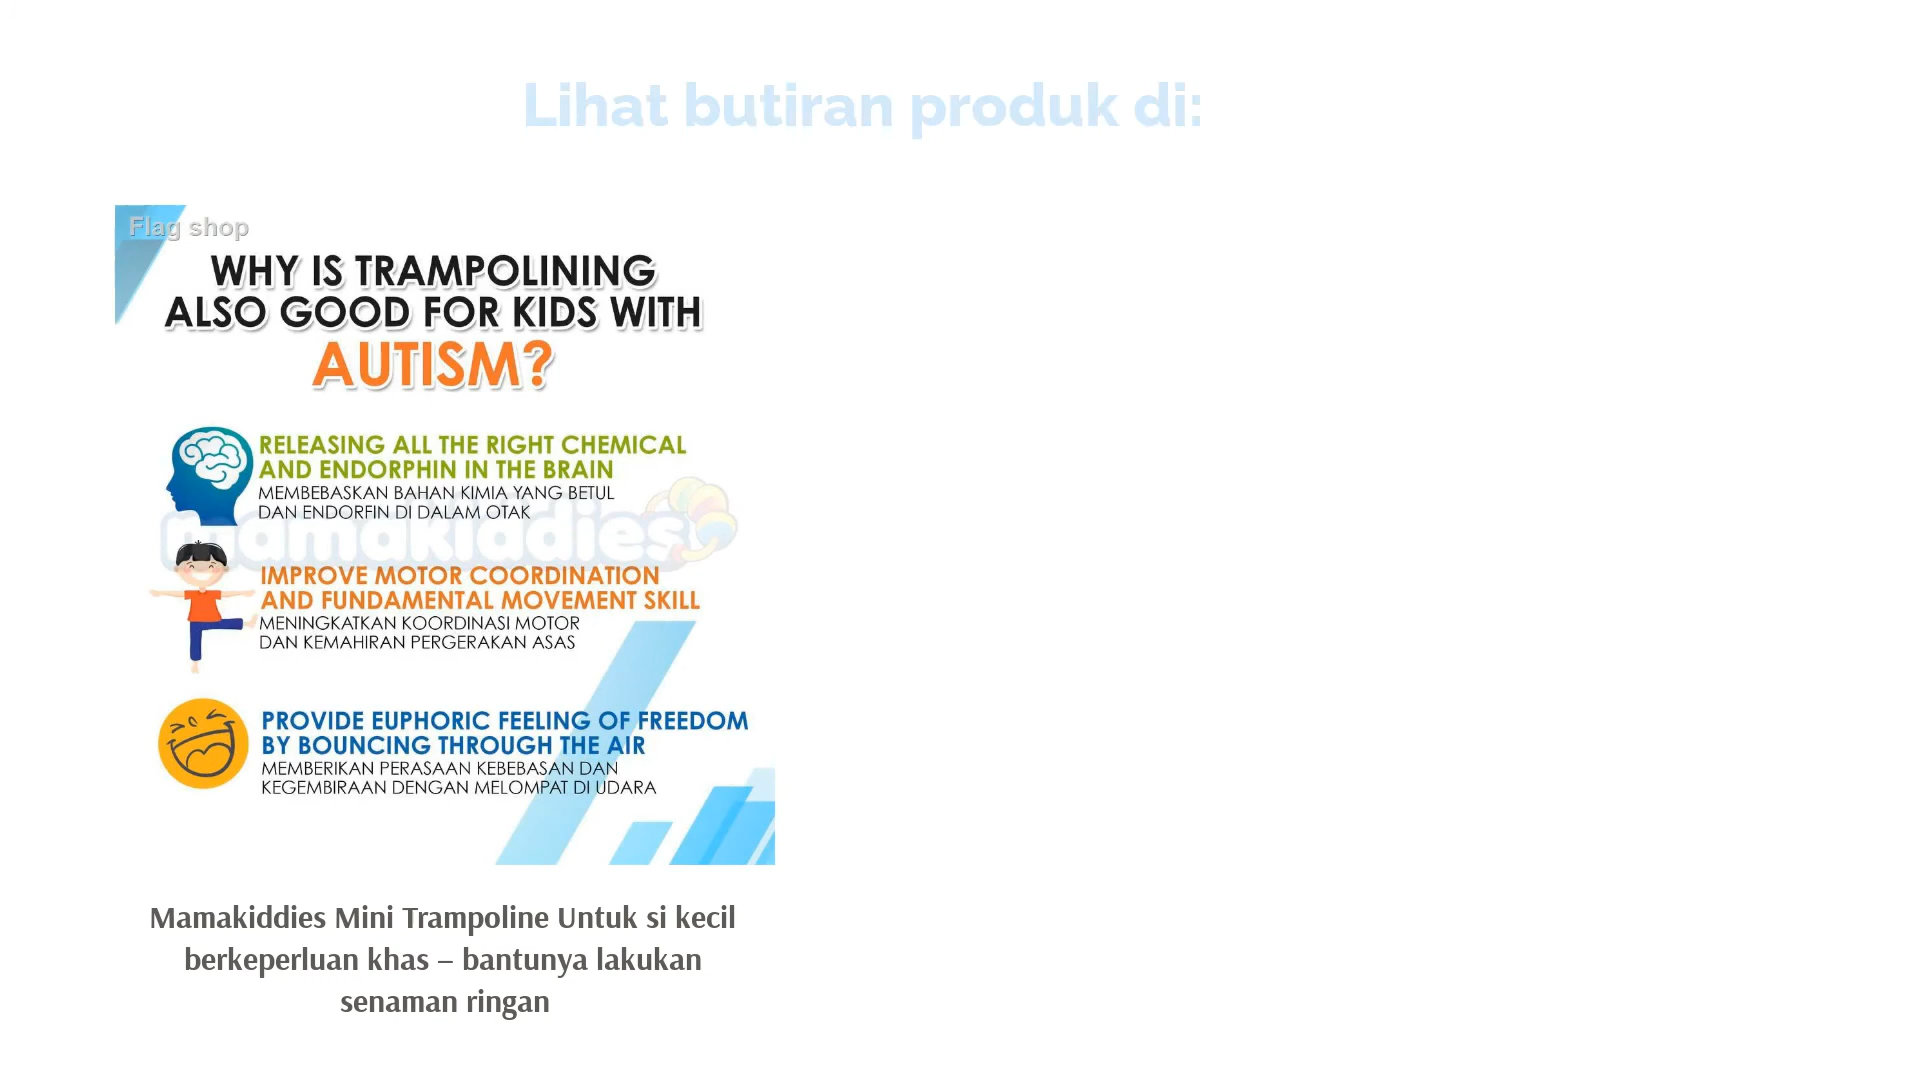 Lihat butiran produk di:
Flag shop
WHY IS TRAMPOLINING
ALSO GOOD FOR KIDS WITH
AUTISM?
RELEASING ALL THE RIGHT CHEMICAL
AND ENDORPHIN IN THE BRAIN
MEMBEBASKAN BAHAN KIMIA YANG BETUL
DAN ENDORFIN DI DALAM OTAK
mamakiddies
IMPROVE MOTOR COORDINATION
AND FUNDAMENTAL MOVEMENT SKILL
MENINGKATKAN KOORDINASI MOTOR
DAN KEMAHIRAN PERGERAKAN ASAS
PROVIDE EUPHORIC FEELING OF FREEDOM
BY BOUNCING THROUGH THE AIR
MEMBERIKAN PERASAAN KEBEBASAN DAN
KEGEMBIRAAN DENGAN MELOMPAT DI UDARA
Mamakiddies Mini Trampoline Untuk si kecil
berkeperluan khas – bantunya lakukan
senaman ringan